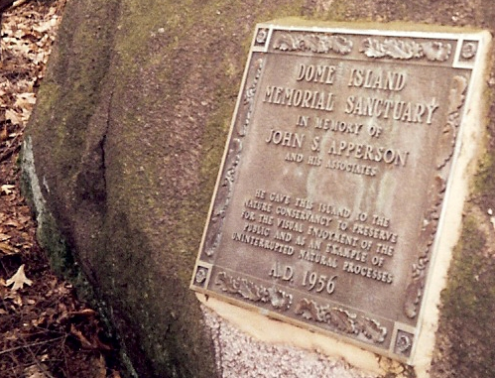 DOME ISLAND
MEMORIAL SANCTUARY
IN MEMORY OF
JOHN S. APPERSON
AND HIS ASSOCIATES
HE GAVE THIS ISLAND TO THE
NATURE CONSERVANCY TO PRESERVE
FOR THE VISUAL ENJOYMENT OF THE
PUBLIC AND AS AN EXAMPLE OF
UNINTERRUPTED NATURAL PROCESSES
A.D. 1956